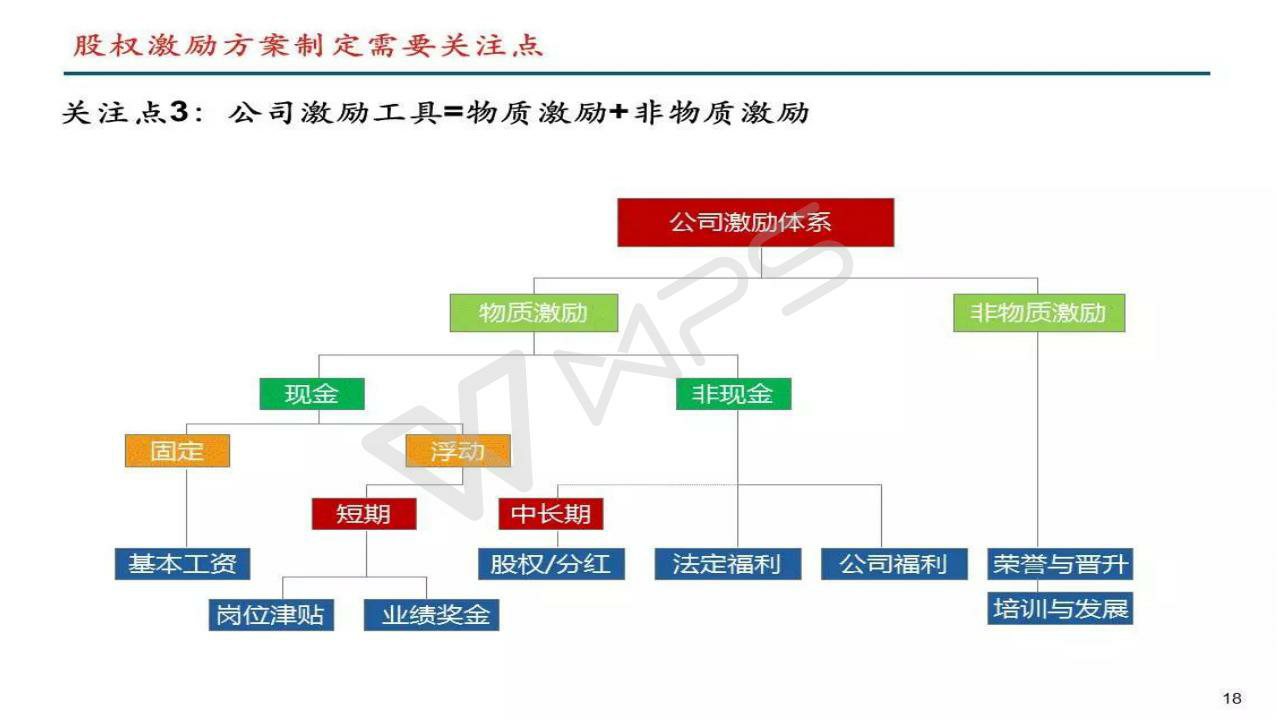 股权激励方案制定需要关注点
关注点3：公司激励工具=物质激励+非物质激励
公司激励体系
物质激励
非物质激励
现金
非现金
固定
浮动
短期
中长期
基本工资
股权/分红
法定福利
公司福利
荣誉与晋升
岗位津贴
业绩奖金
培训与发展
WPS
18